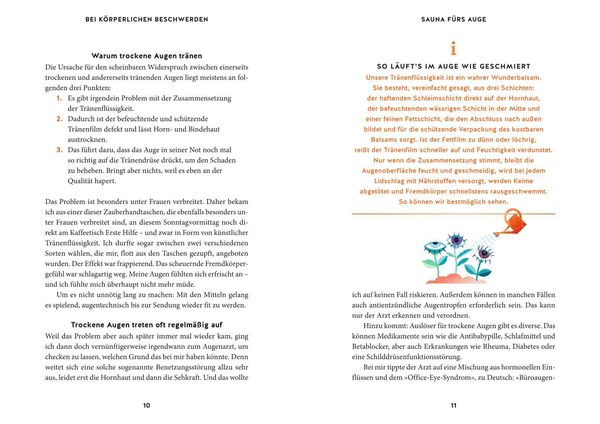 BEI KÖRPERLICHEN BESCHWERDEN
Warum trockene Augen tränen
Die Ursache für den scheinbaren Widerspruch zwischen einerseits
trockenen und andererseits tränenden Augen liegt meistens an fol-
genden drei Punkten:
1. Es gibt irgendein Problem mit der Zusammensetzung
der Tränenflüssigkeit.
2. Dadurch ist der befeuchtende und schützende
Tränenfilm defekt und lässt Horn- und Bindehaut
austrocknen.
3. Das führt dazu, dass das Auge in seiner Not noch mal
so richtig auf die Tränendrüse drückt, um den Schaden
zu beheben. Bringt aber nichts, weil es eben an der
Qualität hapert.
Das Problem ist besonders unter Frauen verbreitet. Daher bekam
ich aus einer dieser Zauberhandtaschen, die ebenfalls besonders un-
ter Frauen verbreitet sind, an diesem Sonntagvormittag noch di-
rekt am Kaffeetisch Erste Hilfe – und zwar in Form von künstlicher
Tränenflüssigkeit. Ich durfte sogar zwischen zwei verschiedenen
Sorten wählen, die mir, flott aus den Taschen gezupft, angeboten
wurden. Der Effekt war frappierend. Das scheuernde Fremdkörper-
gefühl war schlagartig weg. Meine Augen fühlten sich erfrischt an –
und ich fühlte mich überhaupt nicht mehr müde.
Um es nicht unnötig lang zu machen: Mit den Mitteln gelang
es spielend, augentechnisch bis zur Sendung wieder fit zu werden.
Trockene Augen treten oft regelmäßig auf
Weil das Problem aber auch später immer mal wieder kam, ging
ich dann doch vernünftigerweise irgendwann zum Augenarzt, um
checken zu lassen, welchen Grund das bei mir haben könnte. Denn
weitet sich eine solche sogenannte Benetzungsstörung allzu sehr
aus, leidet erst die Hornhaut und dann die Sehkraft. Und das wollte
10
SAUNA FÜRS AUGE
i
SO LÄUFT'S IM AUGE WIE GESCHMIERT
Unsere Tränenflüssigkeit ist ein wahrer Wunderbalsam.
Sie besteht, vereinfacht gesagt, aus drei Schichten:
der haftenden Schleimschicht direkt auf der Hornhaut,
der befeuchtenden wässrigen Schicht in der Mitte und
einer feinen Fettschicht, die den Abschluss nach außen
bildet und für die schützende Verpackung des kostbaren
Balsams sorgt. Ist der Fettfilm zu dünn oder löchrig,
reißt der Tränenfilm schneller auf und Feuchtigkeit verdunstet.
Nur wenn die Zusammensetzung stimmt, bleibt die
Augenoberfläche feucht und geschmeidig, wird bei jedem
Lidschlag mit Nährstoffen versorgt, werden Keime
abgetötet und Fremdkörper schnellstens rausgeschwemmt.
So können wir bestmöglich sehen.
ich auf keinen Fall riskieren. Außerdem können in manchen Fällen
auch antientzündliche Augentropfen erforderlich sein. Das kann
nur der Arzt erkennen und verordnen.
Hinzu kommt: Auslöser für trockene Augen gibt es diverse. Das
können Medikamente sein wie die Antibabypille, Schlafmittel und
Betablocker, aber auch Erkrankungen wie Rheuma, Diabetes oder
eine Schilddrüsenfunktionsstörung.
Bei mir tippte der Arzt auf eine Mischung aus hormonellen Ein-
flüssen und dem »Office-Eye-Syndrom«, zu Deutsch: »Büroaugen-
11